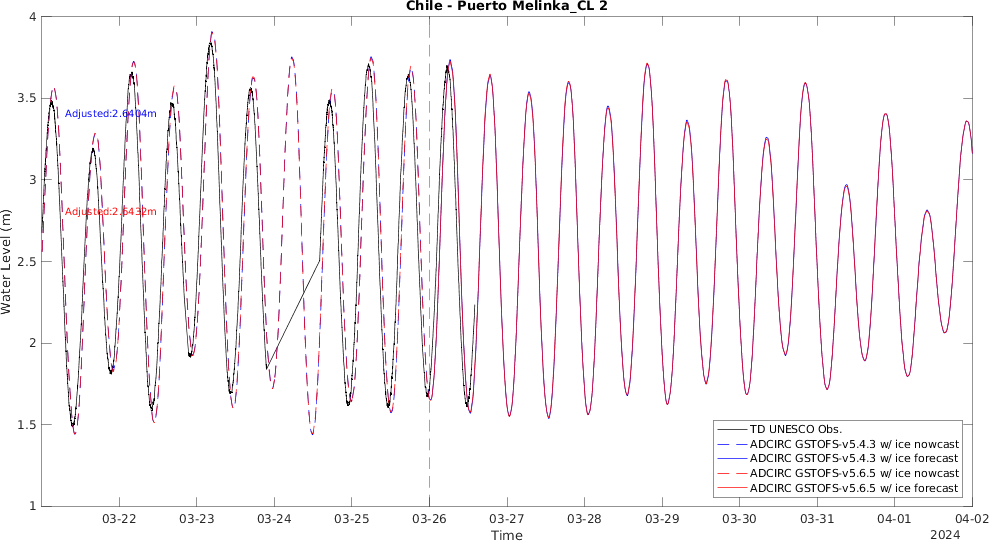 Chile - Puerto Melinka_CL 2
4
3.5
3
2.5
2
1.5
1
Water Level (m)
Adjusted:2.6404m
Adjusted:2.6432m
TD UNESCO Obs.
ADCIRC GSTOFS-v5.4.3 w/ ice nowcast
ADCIRC GSTOFS-v5.4.3 w/ ice forecast
ADCIRC GSTOFS-v5.6.5 w/ ice nowcast
ADCIRC GSTOFS-v5.6.5 w/ ice forecast
03-22 03-23 03-24 03-25 03-26 03-27 03-28 03-29 03-30 03-31 04-01 04-02
Time
2024